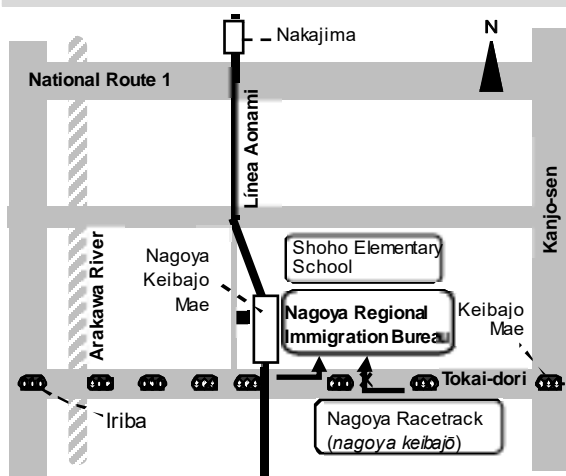 Nakajima
N
National Route 1
Línea Aonami
Kanjo-sen
Arakawa River
Nagoya
Keibajo
Mae
Shoho Elementary
School
Nagoya Regional
Immigration Bureau
Keibajo
Mae
Tokai-dori
Iriba
Nagoya Racetrack
(nagoya keibajō)